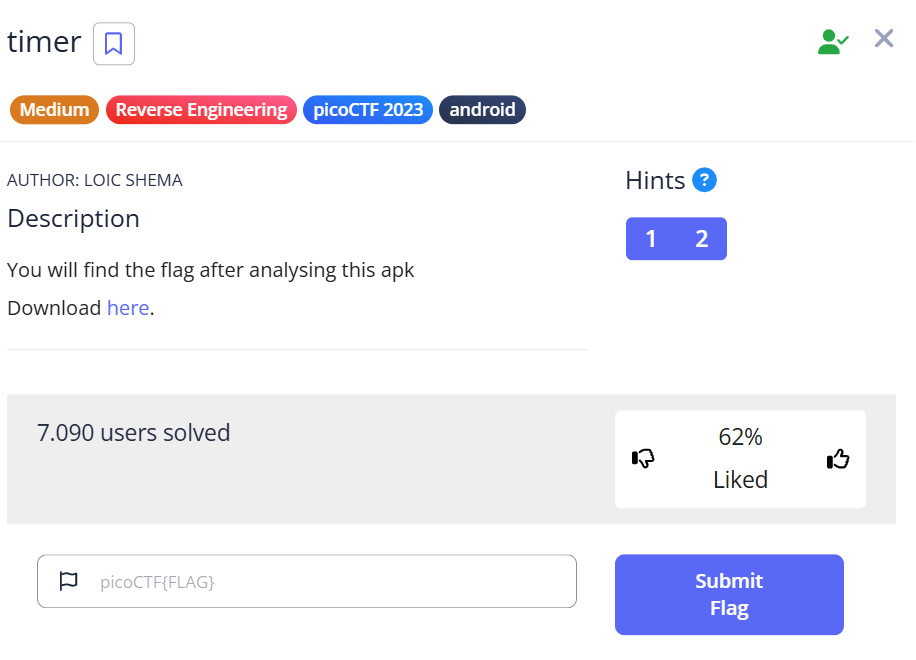 timer
Medium Reverse Engineering picoCTF 2023 android
AUTHOR: LOIC SHEMA
Hints ?
Description
1 2
You will find the flag after analysing this apk
Download here.
7.090 users solved
62%
Liked
picoCTF{FLAG}
Submit
Flag